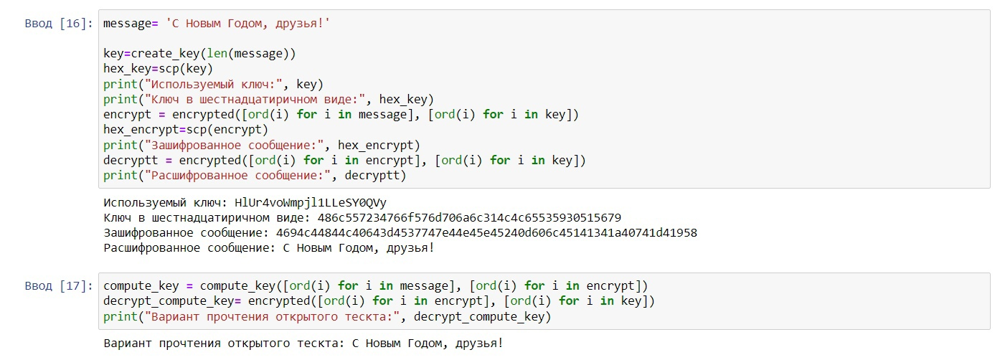 Ввод [16]: message= 'С Новым Годом, друзья!'
key=create_key(len(message))
hex_key=scp(key)
print("Используемый ключ:", key)
print("Ключ в шестнадцатиричном виде:", hex_key)
encrypt = encrypted([ord(i) for i in message], [ord(i) for i in key])
hex_encrypt=scp(encrypt)
print("Зашифрованное сообщение:", hex_encrypt)
decryptt = encrypted([ord(i) for i in encrypt], [ord(i) for i in key])
print("Расшифрованное сообщение:", decryptt)
Используемый ключ: HlUr4voWmpjl1LLeSY0QVy
Ключ в шестнадцатиричном виде: 486c557234766f576d706a6c314c4c65535930515679
Зашифрованное сообщение: 4694c44844c40643d4537747e44e45e45240d606c45141341a40741d41958
Расшифрованное сообщение: С Новым Годом, друзья!
Ввод [17]: compute_key = compute_key([ord(i) for i in message], [ord(i) for i in encrypt])
decrypt_compute_key= encrypted([ord(i) for i in encrypt], [ord(i) for i in key])
print("Вариант прочтения открытого тескта:", decrypt_compute_key)
Вариант прочтения открытого тескта: С Новым Годом, друзья!